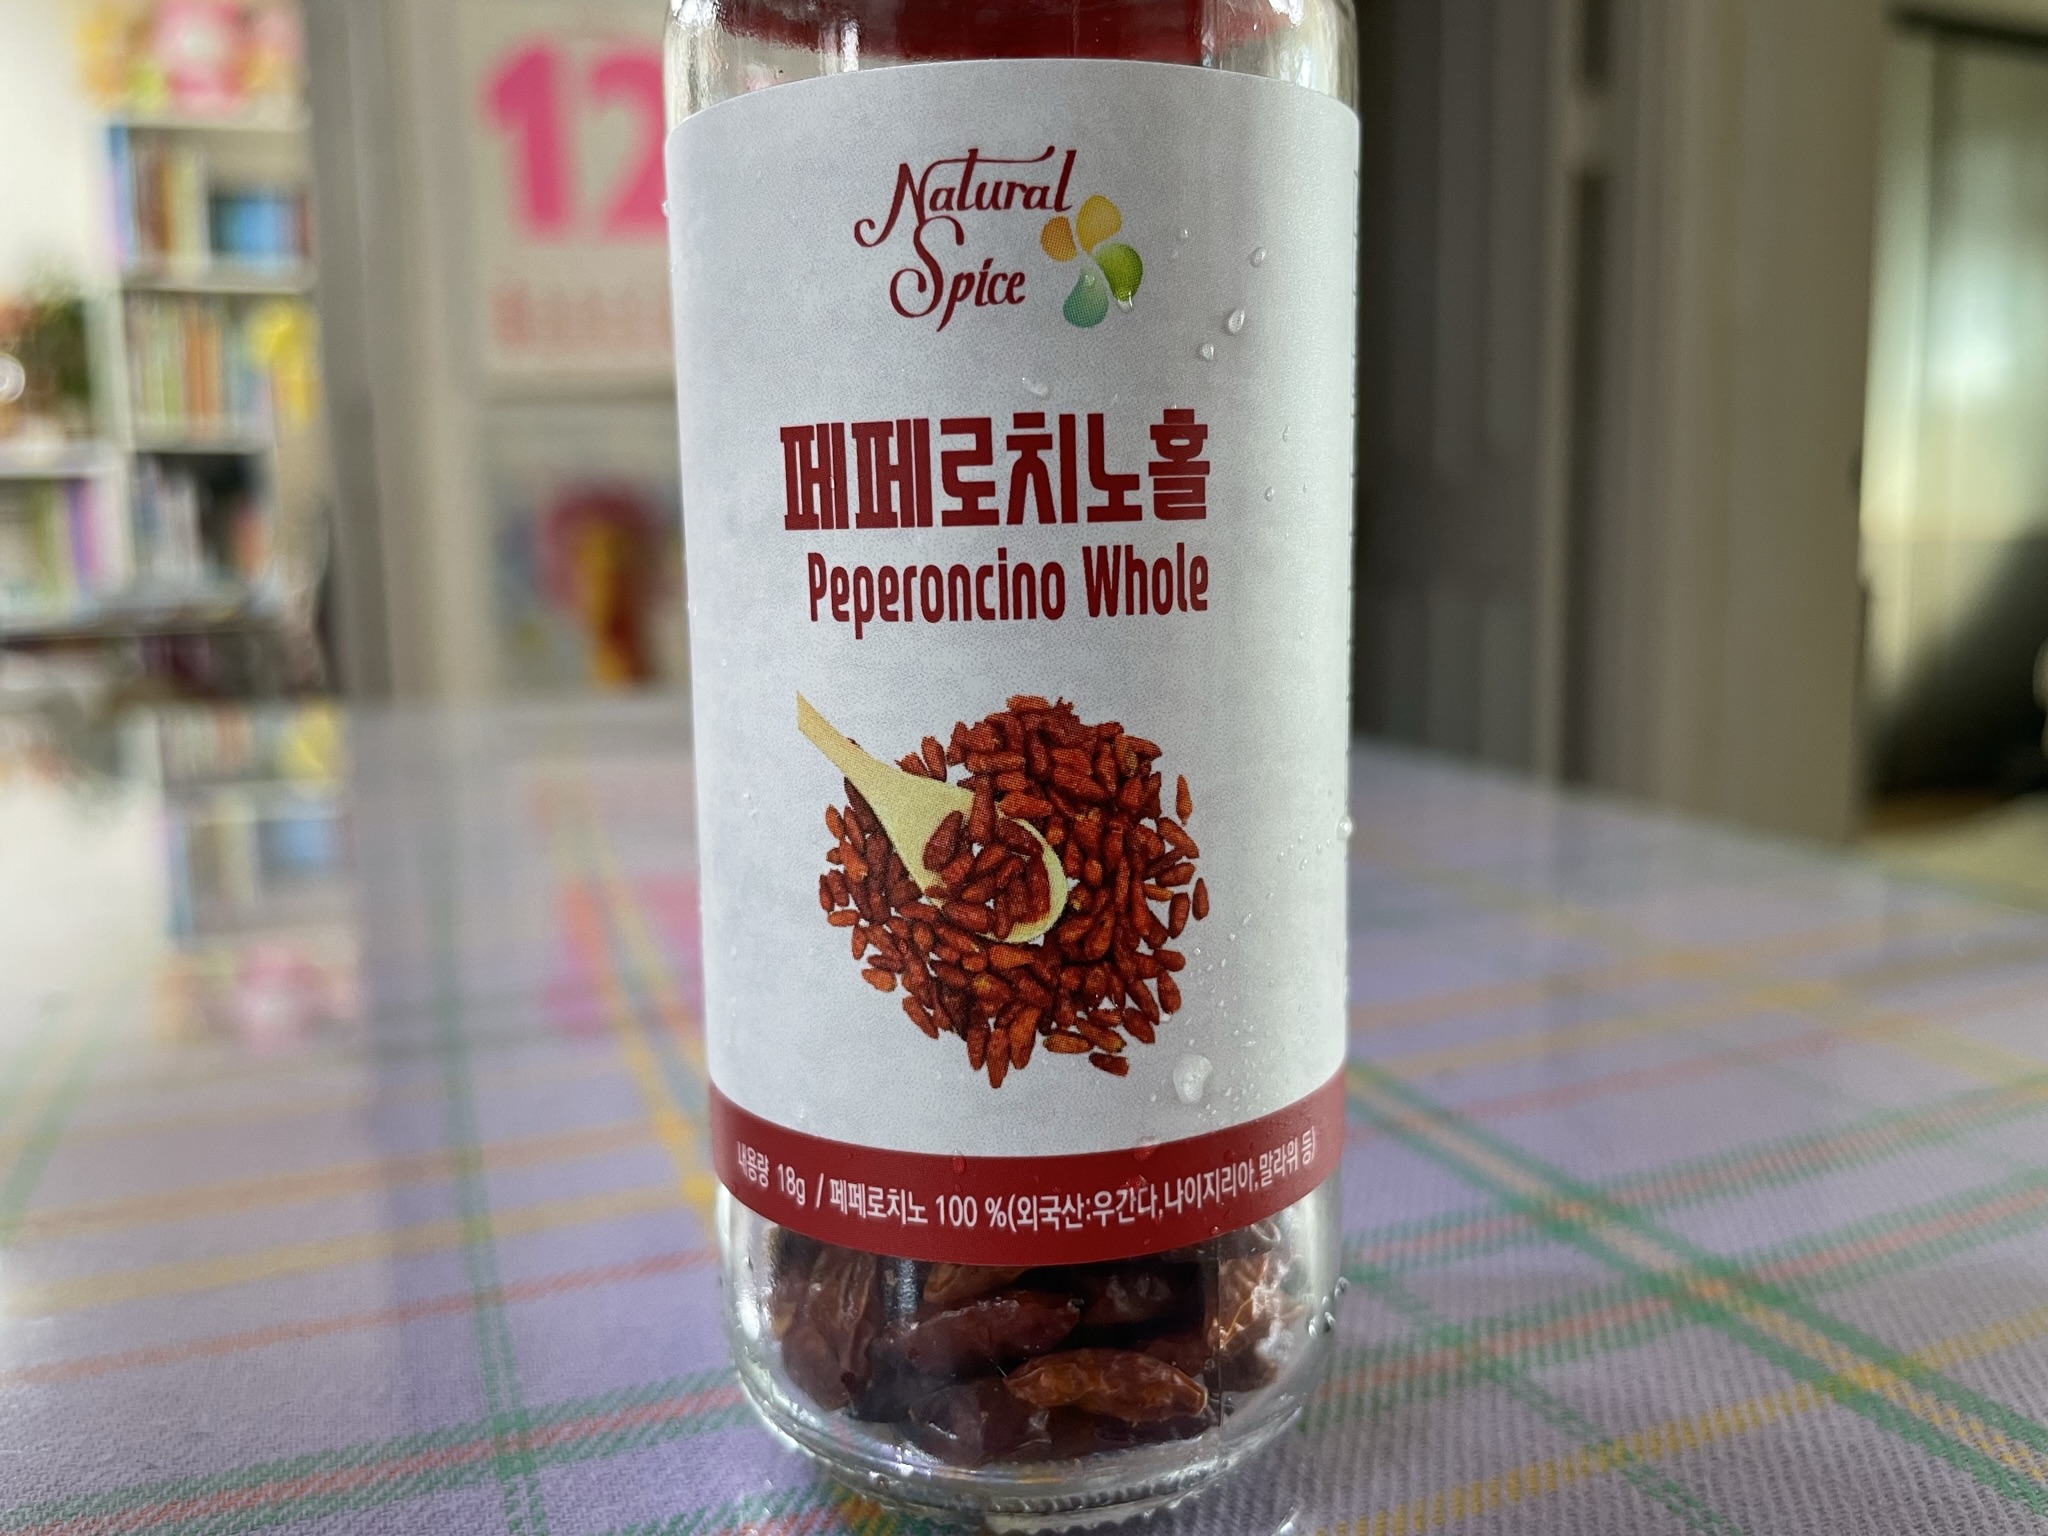 12
Natural
Spice
페페로치노홀
Peperoncino Whole
내용량 18g / 페페로치노 100 %(외국산:우간다,나이지리아,말라위 등)